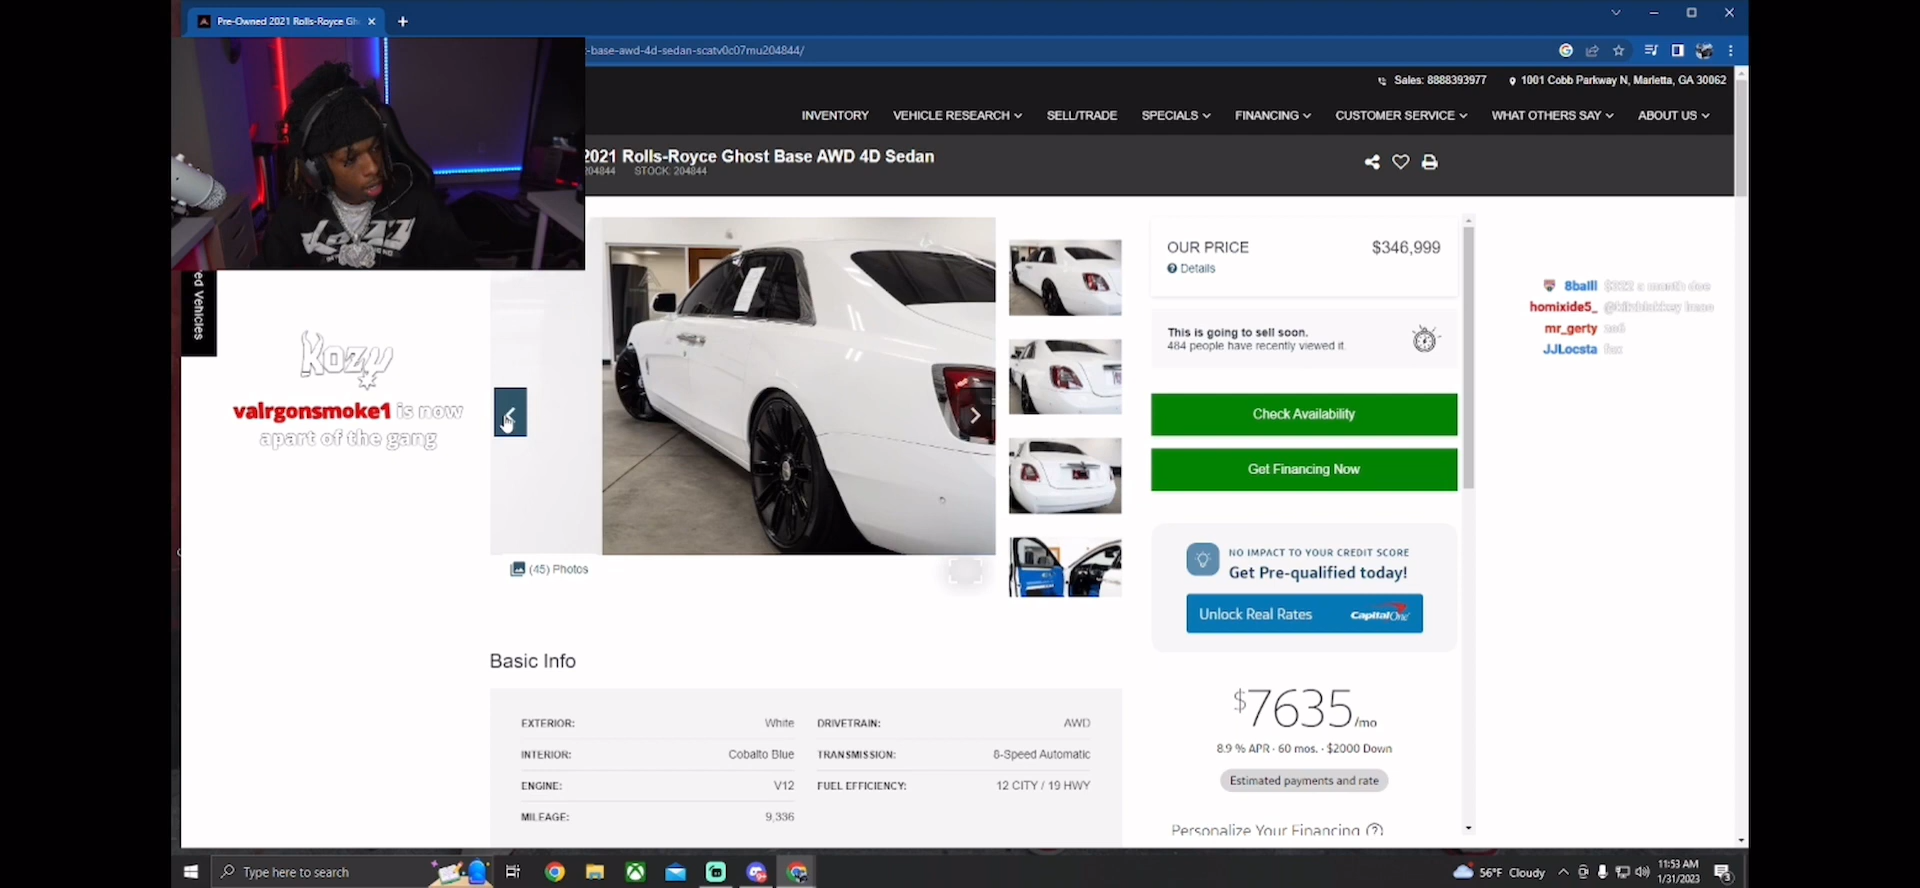 Pre-Owned 2021 Rolls-Royce Gh
-base-awd-4d-sedan-scatv0c07mu204844/
Sales: 8888393977
1001 Cobb Parkway N, Marietta, GA 30062
INVENTORY
VEHICLE RESEARCH
SELL/TRADE
SPECIALS
FINANCING
CUSTOMER SERVICE
WHAT OTHERS SAY
ABOUT US
2021 Rolls-Royce Ghost Base AWD 4D Sedan
204844
STOCK: 204844
ed Vehicles
Kozy
valrgonsmoke1 is now
apart of the gang
(45) Photos
OUR PRICE
$346,999
Details
This is going to sell soon.
484 people have recently viewed it.
Check Availability
Get Financing Now
NO IMPACT TO YOUR CREDIT SCORE
Get Pre-qualified today!
Unlock Real Rates
Capital One
$7635/mo
8.9 % APR · 60 mos. · $2000 Down
Estimated payments and rate
Personalize Your Financing
8balll
homixide5_
mr_gerty
JJLocsta
Basic Info
EXTERIOR: White
DRIVETRAIN: AWD
INTERIOR: Cobalto Blue
TRANSMISSION: 8-Speed Automatic
ENGINE: V12
FUEL EFFICIENCY: 12 CITY / 19 HWY
MILEAGE: 9,336
Type here to search
56°F Cloudy
11:53 AM
1/31/2023
3